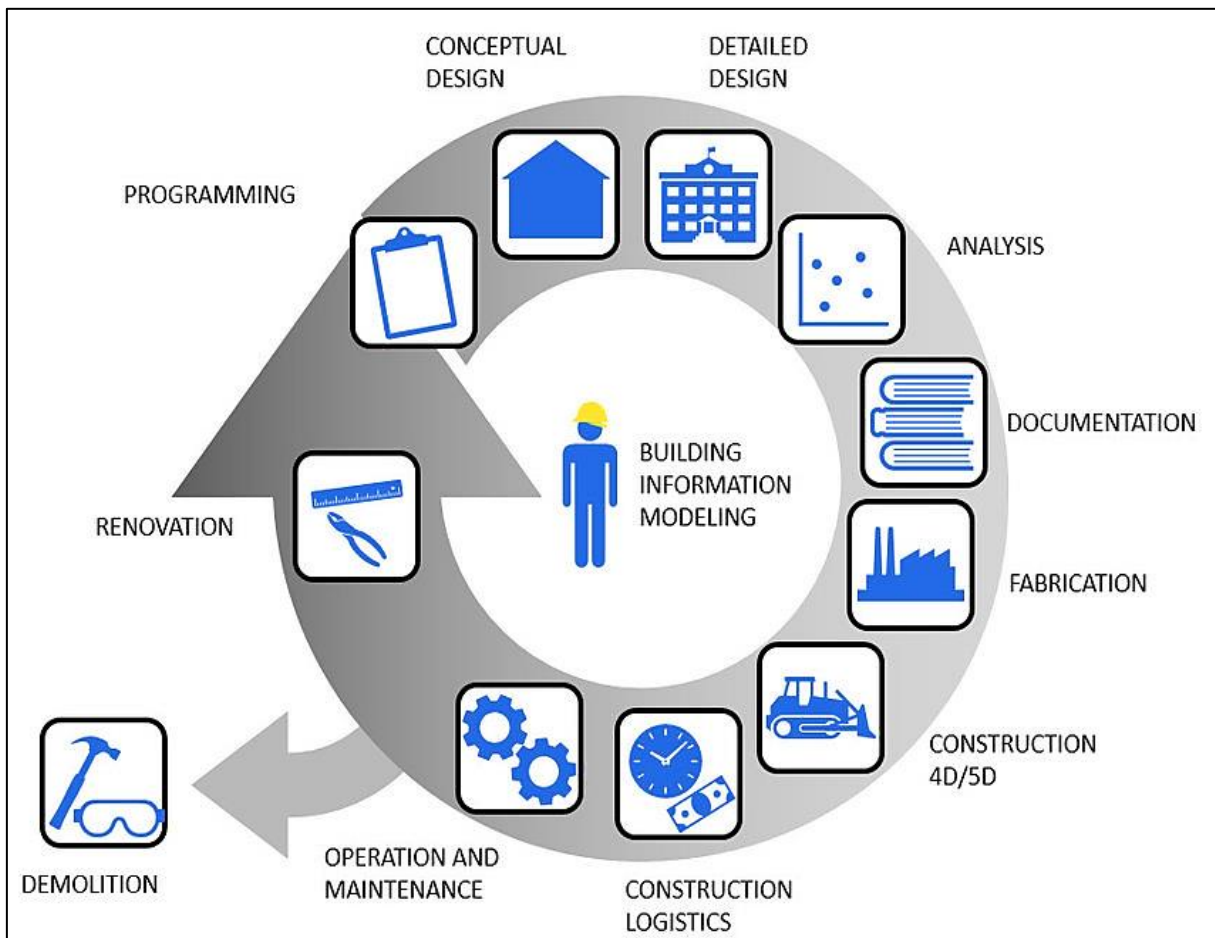 CONCEPTUAL
DESIGN
DETAILED
DESIGN
PROGRAMMING
ANALYSIS
DOCUMENTATION
BUILDING
INFORMATION
MODELING
RENOVATION
FABRICATION
CONSTRUCTION
4D/5D
OPERATION AND
MAINTENANCE
CONSTRUCTION
LOGISTICS
DEMOLITION